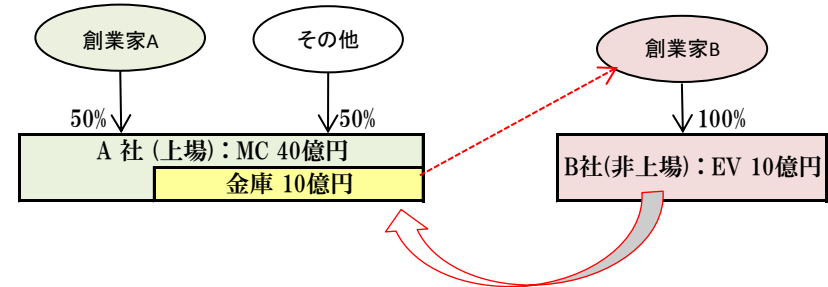 創業家A
その他
創業家B
50%
50%
100%
A 社 (上場)：MC 40億円
金庫 10億円
B社(非上場)：EV 10億円